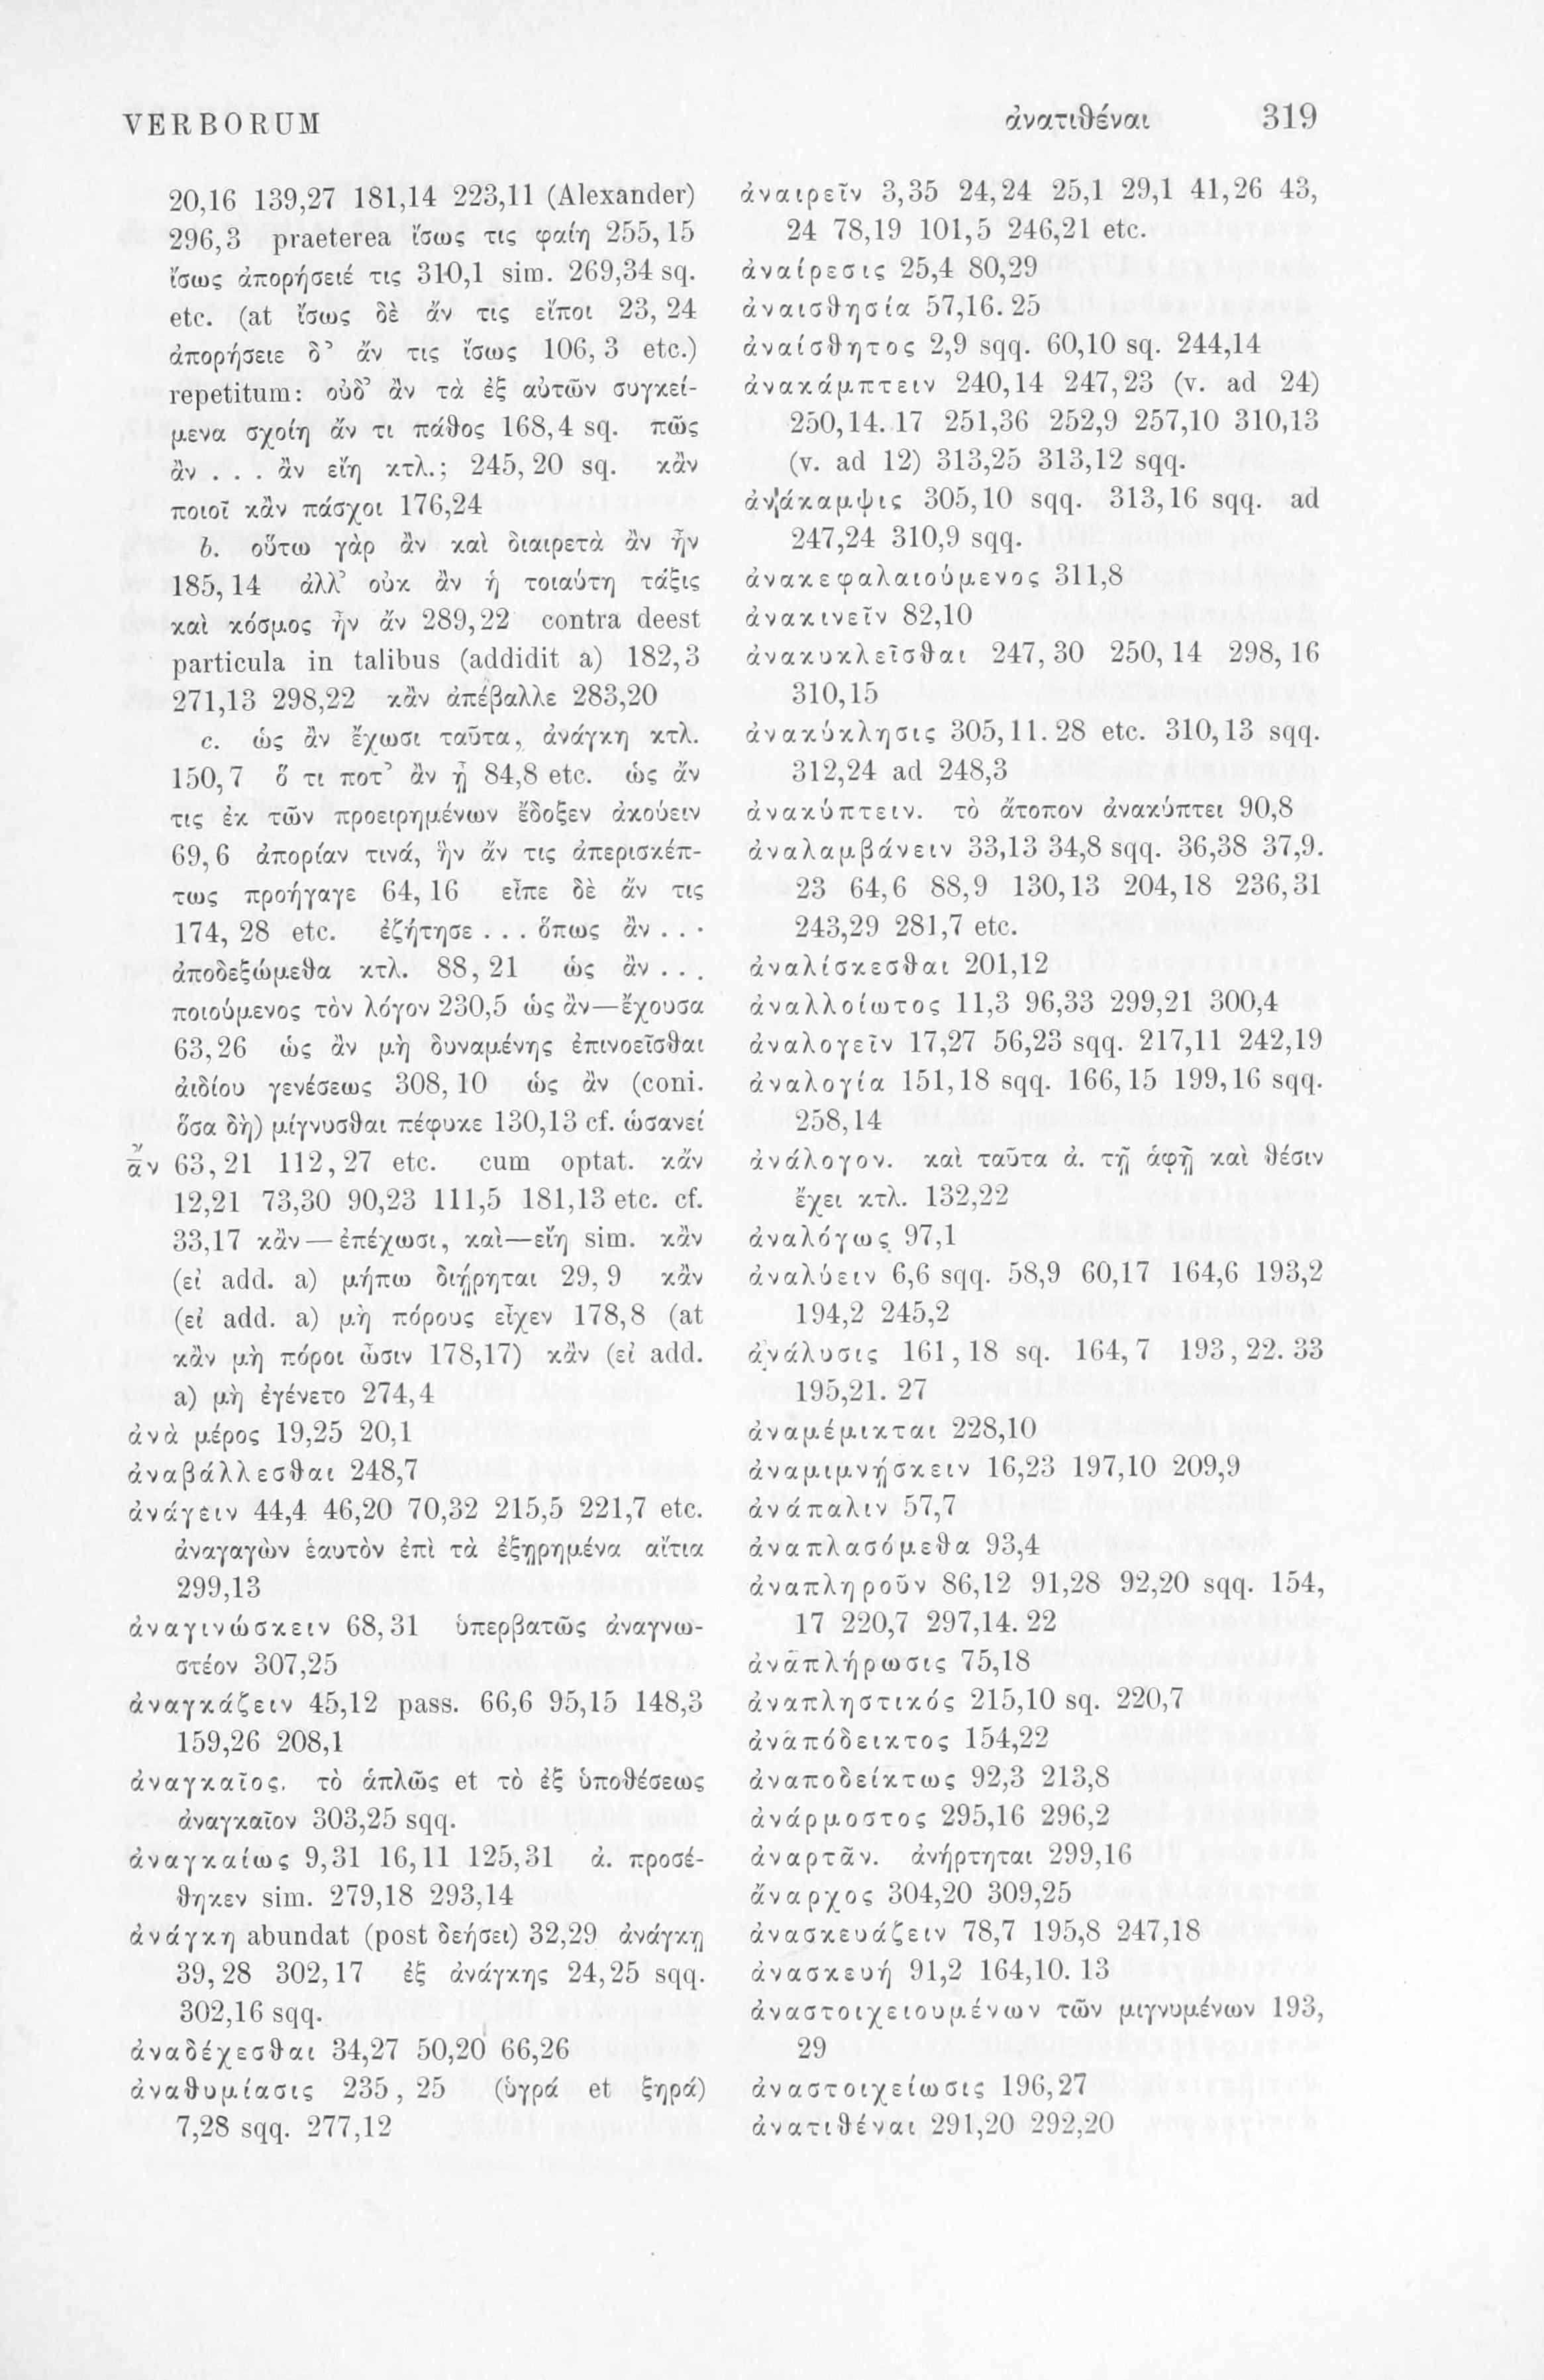 VERBORUM ἀνατιθέναι 319
20,16 139,27 181,14 223,11 (Alexander)
296,3 praeterea ἴσως τις φαίη 255,15
ἴσως ἀπορήσειέ τις 310,1 sim. 269,34 sq.
etc. (at ἴσως δὲ ἄν τις εἴποι 23, 24
ἀπορήσειε δ’ ἄν τις ἴσως 106, 3 etc.)
repetitum: οὐδ’ ἂν τὰ ἐξ αὐτῶν συγκεί-
μενα σχοίη ἄν τι πάθος 168,4 sq. πῶς
ἂν . . . ἂν εἴη κτλ.; 245, 20 sq. κἂν
ποιοῖ κἂν πάσχοι 176,24
b. οὕτω γὰρ ἂν καὶ διαιρετὰ ἂν ἦν
185,14 ἀλλ’ οὐκ ἂν ἡ τοιαύτη τάξις
καὶ κόσμος ἦν ἄν 289,22 contra deest
particula in talibus (addidit a) 182,3
271,13 298,22 κἂν ἀπέβαλλε 283,20
c. ὡς ἂν ἔχωσι ταῦτα, ἀνάγκη κτλ.
150,7 ὅ τι ποτ’ ἂν ᾖ 84,8 etc. ὡς ἄν
τις ἐκ τῶν προειρημένων ἔδοξεν ἀκούειν
69,6 ἀπορίαν τινά, ἣν ἄν τις ἀπερισκέπ-
τως προήγαγε 64,16 εἶπε δὲ ἄν τις
174, 28 etc. ἐζήτησε . . . ὅπως ἂν . . .
ἀποδεξώμεθα κτλ. 88,21 ὡς ἂν . . .
ποιούμενος τὸν λόγον 230,5 ὡς ἂν—ἔχουσα
63,26 ὡς ἂν μὴ δυναμένης ἐπινοεῖσθαι
ἀιδίου γενέσεως 308,10 ὡς ἂν (coni.
ὅσα δὴ) μίγνυσθαι πέφυκε 130,13 cf. ὡσανεί
ἄ̄ν 63,21 112,27 etc. cum optat. κἄν
12,21 73,30 90,23 111,5 181,13 etc. cf.
33,17 κἂν—ἐπέχωσι, καὶ—εἴη sim. κἂν
(εἰ add. a) μήπω διῄρηται 29, 9 κἂν
(εἰ add. a) μὴ πόρους εἶχεν 178,8 (at
κἂν μὴ πόροι ὦσιν 178,17) κἂν (εἰ add.
a) μὴ ἐγένετο 274,4
ἀνὰ μέρος 19,25 20,1
ἀναβάλλεσθαι 248,7
ἀνάγειν 44,4 46,20 70,32 215,5 221,7 etc.
ἀναγαγὼν ἑαυτὸν ἐπὶ τὰ ἐξῃρημένα αἴτια
299,13
ἀναγινώσκειν 68,31 ὑπερβατῶς ἀναγνω-
στέον 307,25
ἀναγκάζειν 45,12 pass. 66,6 95,15 148,3
159,26 208,1
ἀναγκαῖος. τὸ ἁπλῶς et τὸ ἐξ ὑποθέσεως
ἀναγκαῖον 303,25 sqq.
ἀναγκαίως 9,31 16,11 125,31 ἀ. προσέ-
θηκεν sim. 279,18 293,14
ἀνάγκη abundat (post δεήσει) 32,29 ἀνάγκῃ
39,28 302,17 ἐξ ἀνάγκης 24,25 sqq.
302,16 sqq.
ἀναδέχεσθαι 34,27 50,20 66,26
ἀναθυμίασις 235, 25 (ὑγρά et ξηρά)
7,28 sqq. 277,12
ἀναιρεῖν 3,35 24,24 25,1 29,1 41,26 43,
24 78,19 101,5 246,21 etc.
ἀναίρεσις 25,4 80,29
ἀναισθησία 57,16. 25
ἀναίσθητος 2,9 sqq. 60,10 sq. 244,14
ἀνακάμπτειν 240,14 247,23 (v. ad 24)
250,14. 17 251,36 252,9 257,10 310,13
(v. ad 12) 313,25 313,12 sqq.
ἀνάκαμψις 305,10 sqq. 313,16 sqq. ad
247,24 310,9 sqq.
ἀνακεφαλαιούμενος 311,8
ἀνακινεῖν 82,10
ἀνακυκλεῖσθαι 247, 30 250, 14 298, 16
310,15
ἀνακύκλησις 305,11. 28 etc. 310,13 sqq.
312,24 ad 248,3
ἀνακύπτειν. τὸ ἄτοπον ἀνακύπτει 90,8
ἀναλαμβάνειν 33,13 34,8 sqq. 36,38 37,9.
23 64,6 88,9 130,13 204,18 236,31
243,29 281,7 etc.
ἀναλίσκεσθαι 201,12
ἀναλλοίωτος 11,3 96,33 299,21 300,4
ἀναλογεῖν 17,27 56,23 sqq. 217,11 242,19
ἀναλογία 151,18 sqq. 166,15 199,16 sqq.
258,14
ἀνάλογον. καὶ ταῦτα ἀ. τῇ ἁφῇ καὶ θέσιν
ἔχει κτλ. 132,22
ἀναλόγως 97,1
ἀναλύειν 6,6 sqq. 58,9 60,17 164,6 193,2
194,2 245,2
ἀνάλυσις 161, 18 sq. 164, 7 193, 22. 33
195,21. 27
ἀναμέμικται 228,10
ἀναμιμνῄσκειν 16,23 197,10 209,9
ἀνάπαλιν 57,7
ἀναπλασόμεθα 93,4
ἀναπληροῦν 86,12 91,28 92,20 sqq. 154,
17 220,7 297,14. 22
ἀναπλήρωσις 75,18
ἀναπληστικός 215,10 sq. 220,7
ἀναπόδεικτος 154,22
ἀναποδείκτως 92,3 213,8
ἀνάρμοστος 295,16 296,2
ἀναρτᾶν. ἀνήρτηται 299,16
ἄναρχος 304,20 309,25
ἀνασκευάζειν 78,7 195,8 247,18
ἀνασκευή 91,2 164,10. 13
ἀναστοιχειουμένων τῶν μιγνυμένων 193,
29
ἀναστοιχείωσις 196,27
ἀνατιθέναι 291,20 292,20